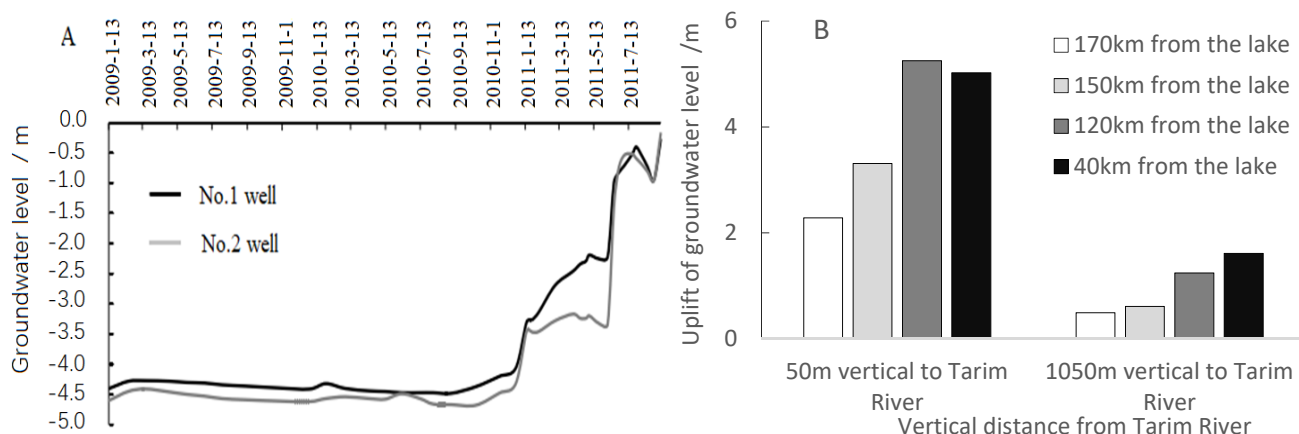 A
2009-1-13
2009-3-13
2009-5-13
2009-7-13
2009-9-13
2009-11-1
2010-1-13
2010-3-13
2010-5-13
2010-7-13
2010-9-13
2010-11-1
2011-1-13
2011-3-13
2011-5-13
2011-7-13
Groundwater level / m
0.0
-0.5
-1.0
-1.5
-2.0
-2.5
-3.0
-3.5
-4.0
-4.5
-5.0
No.1 well
No.2 well
B
Uplift of groundwater level /m
6
4
2
0
170km from the lake
150km from the lake
120km from the lake
40km from the lake
50m vertical to Tarim
River
1050m vertical to Tarim
River
Vertical distance from Tarim River